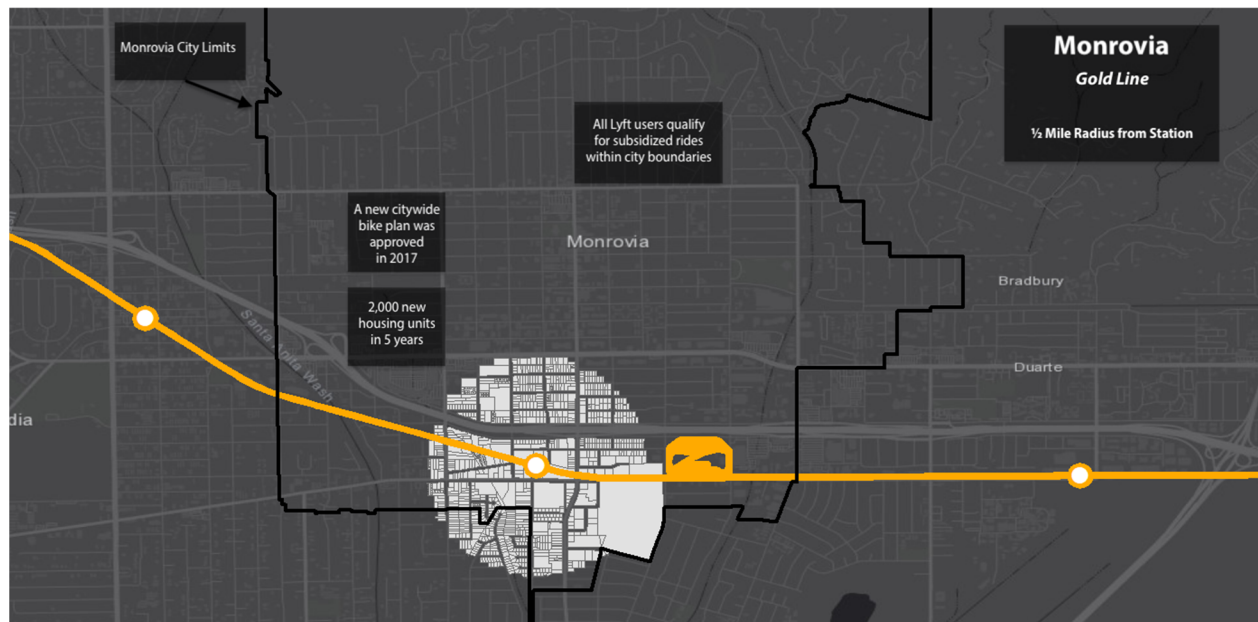 Monrovia City Limits
Monrovia
Gold Line
½ Mile Radius from Station
All Lyft users qualify
for subsidized rides
within city boundaries
A new citywide
bike plan was
approved
in 2017
Monrovia
Bradbury
2,000 new
housing units
in 5 years
Santa Anita Wash
Duarte
dia